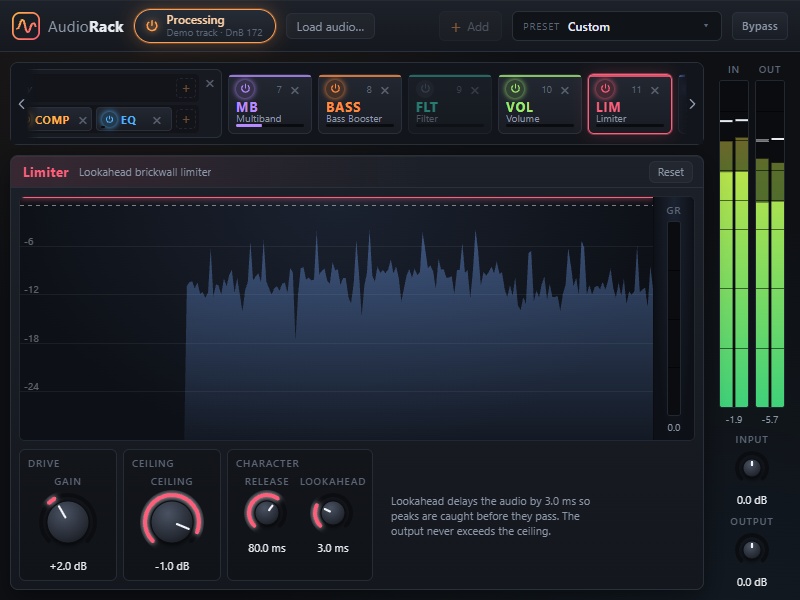 AudioRack
Processing
Demo track · DnB 172
Load audio...
+ Add
PRESET Custom
Bypass
COMP
EQ
7
MB
Multiband
8
BASS
Bass Booster
9
FLT
Filter
10
VOL
Volume
11
LIM
Limiter
Limiter
Lookahead brickwall limiter
Reset
-6
-12
-18
-24
GR
0.0
DRIVE
GAIN
+2.0 dB
CEILING
CEILING
-1.0 dB
CHARACTER
RELEASE
80.0 ms
LOOKAHEAD
3.0 ms
Lookahead delays the audio by 3.0 ms so
peaks are caught before they pass. The
output never exceeds the ceiling.
IN
OUT
-1.9
-5.7
INPUT
0.0 dB
OUTPUT
0.0 dB